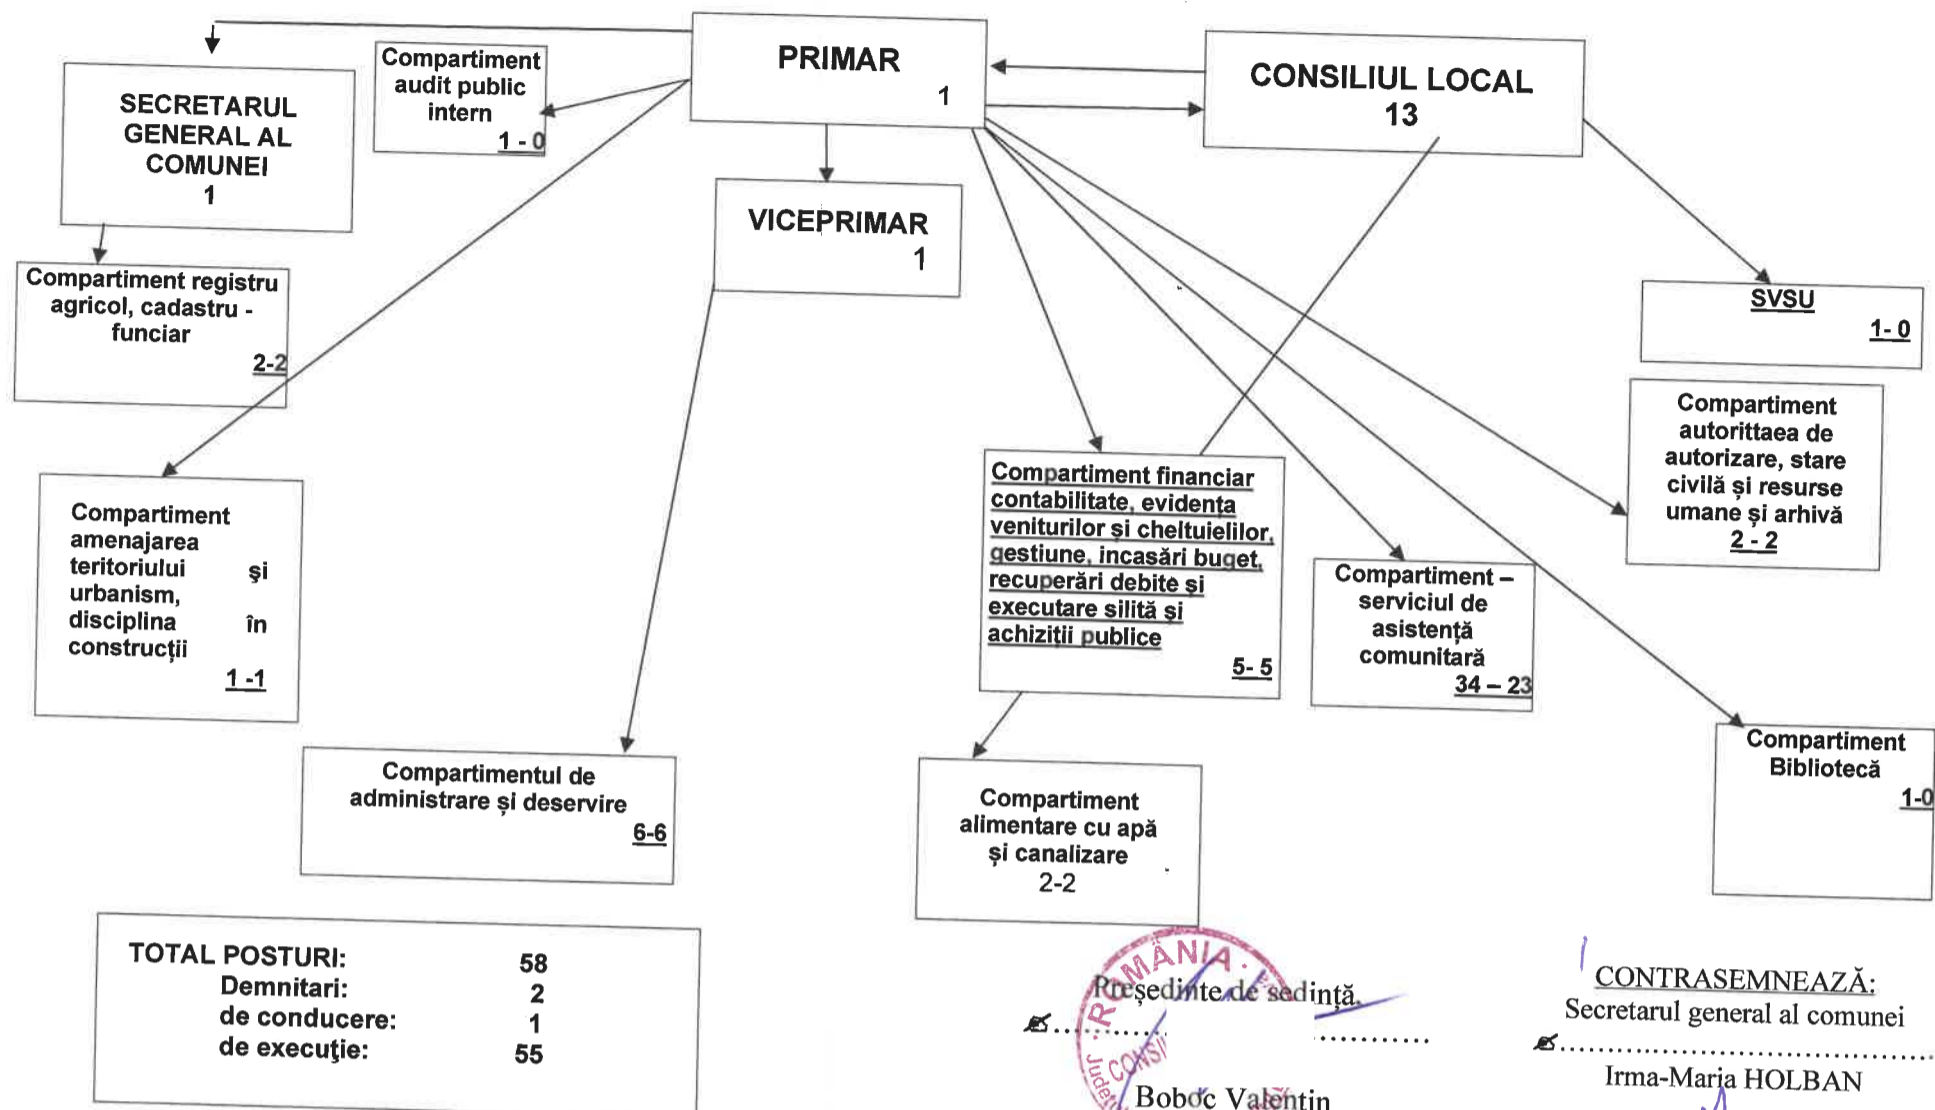 PRIMAR
1
CONSILIUL LOCAL
13
SECRETARUL
GENERAL AL
COMUNEI
1
Compartiment
audit public
intern
1 - 0
VICEPRIMAR
1
Compartiment registru
agricol, cadastru -
funciar
2-2
SVSU
1- 0
Compartiment
autorittaea de
autorizare, stare
civilă și resurse
umane și arhivă
2 - 2
Compartiment
amenajarea
teritoriului și
urbanism,
disciplina în
construcții
1 -1
Compartiment financiar
contabilitate, evidența
veniturilor și cheltuielilor,
gestiune, incasări buget,
recuperări debite și
executare silită și
achiziții publice
5- 5
Compartiment –
serviciul de
asistență
comunitară
34 – 23
Compartimentul de
administrare și deservire
6-6
Compartiment
alimentare cu apă
și canalizare
2-2
Compartiment
Bibliotecă
1-0
TOTAL POSTURI: 58
Demnitari: 2
de conducere: 1
de execuţie: 55
ROMÂNIA
Președinte de sedință,
Boboc Valentin
CONTRASEMNEAZĂ:
Secretarul general al comunei
Irma-Maria HOLBAN